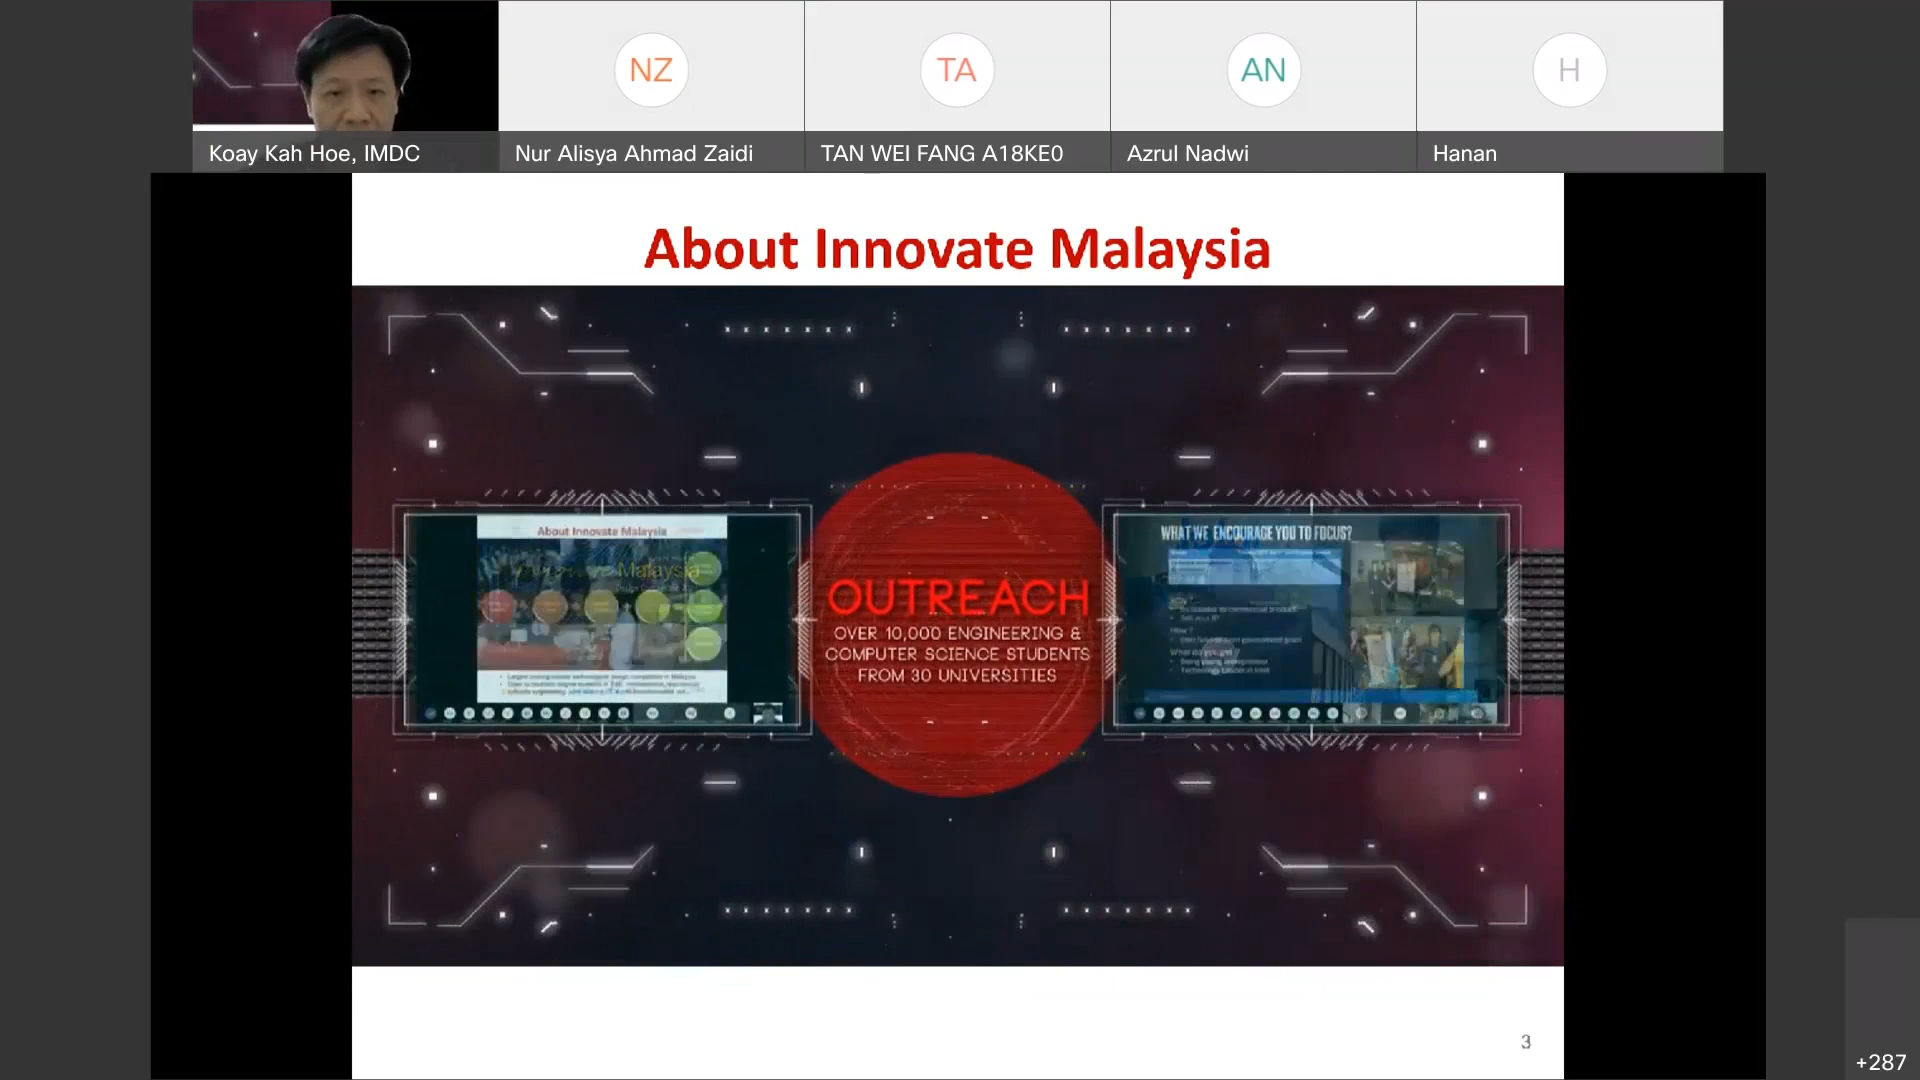 NZ
TA
AN
H
Koay Kah Hoe, IMDC
Nur Alisya Ahmad Zaidi
TAN WEI FANG A18KE0
Azrul Nadwi
Hanan
About Innovate Malaysia
About Innovate Malaysia
Malaysia
OUTREACH
OVER 10,000 ENGINEERING &
COMPUTER SCIENCE STUDENTS
FROM 30 UNIVERSITIES
WHAT WE ENCOURAGE YOU TO FOCUS?
3
+287